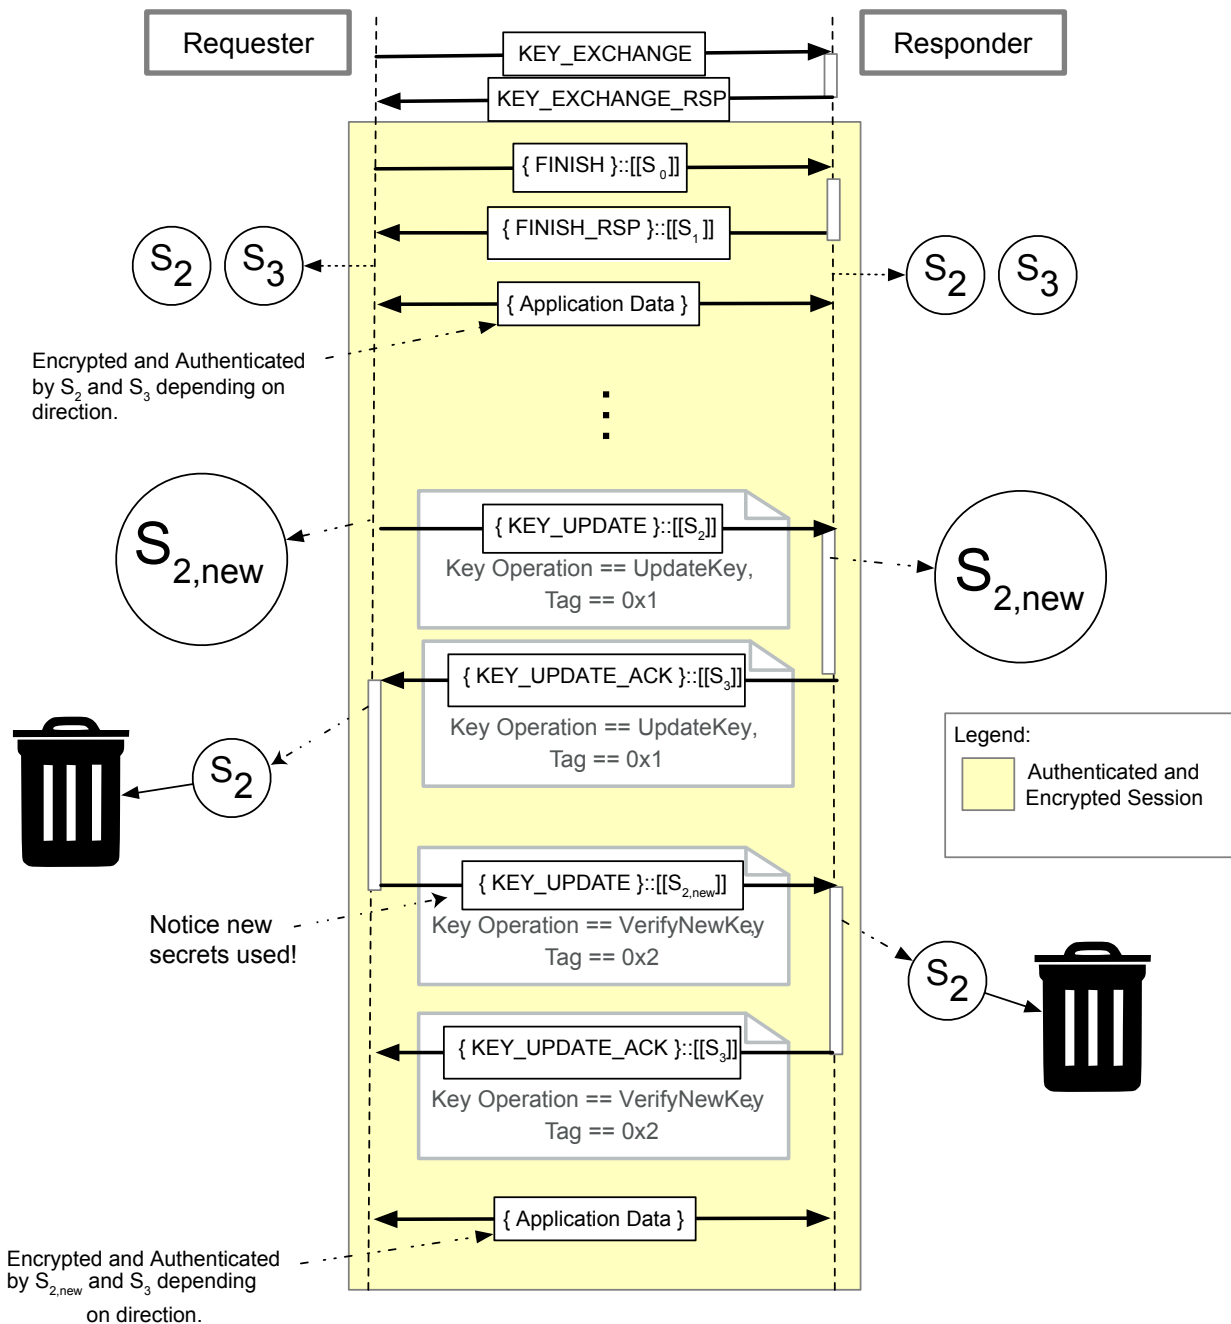 Requester
Responder
KEY_EXCHANGE
KEY_EXCHANGE_RSP
{ FINISH }::[[S0]]
{ FINISH_RSP }::[[S1]]
S2
S3
S2
S3
{ Application Data }
Encrypted and Authenticated
by S2 and S3 depending on
direction.
{ KEY_UPDATE }::[[S2]]
Key Operation == UpdateKey,
Tag == 0x1
S2,new
S2,new
{ KEY_UPDATE_ACK }::[[S3]]
Key Operation == UpdateKey,
Tag == 0x1
S2
Legend:
Authenticated and
Encrypted Session
{ KEY_UPDATE }::[[S2,new]]
Key Operation == VerifyNewKey,
Tag == 0x2
Notice new
secrets used!
S2
{ KEY_UPDATE_ACK }::[[S3]]
Key Operation == VerifyNewKey,
Tag == 0x2
{ Application Data }
Encrypted and Authenticated
by S2,new and S3 depending
on direction.